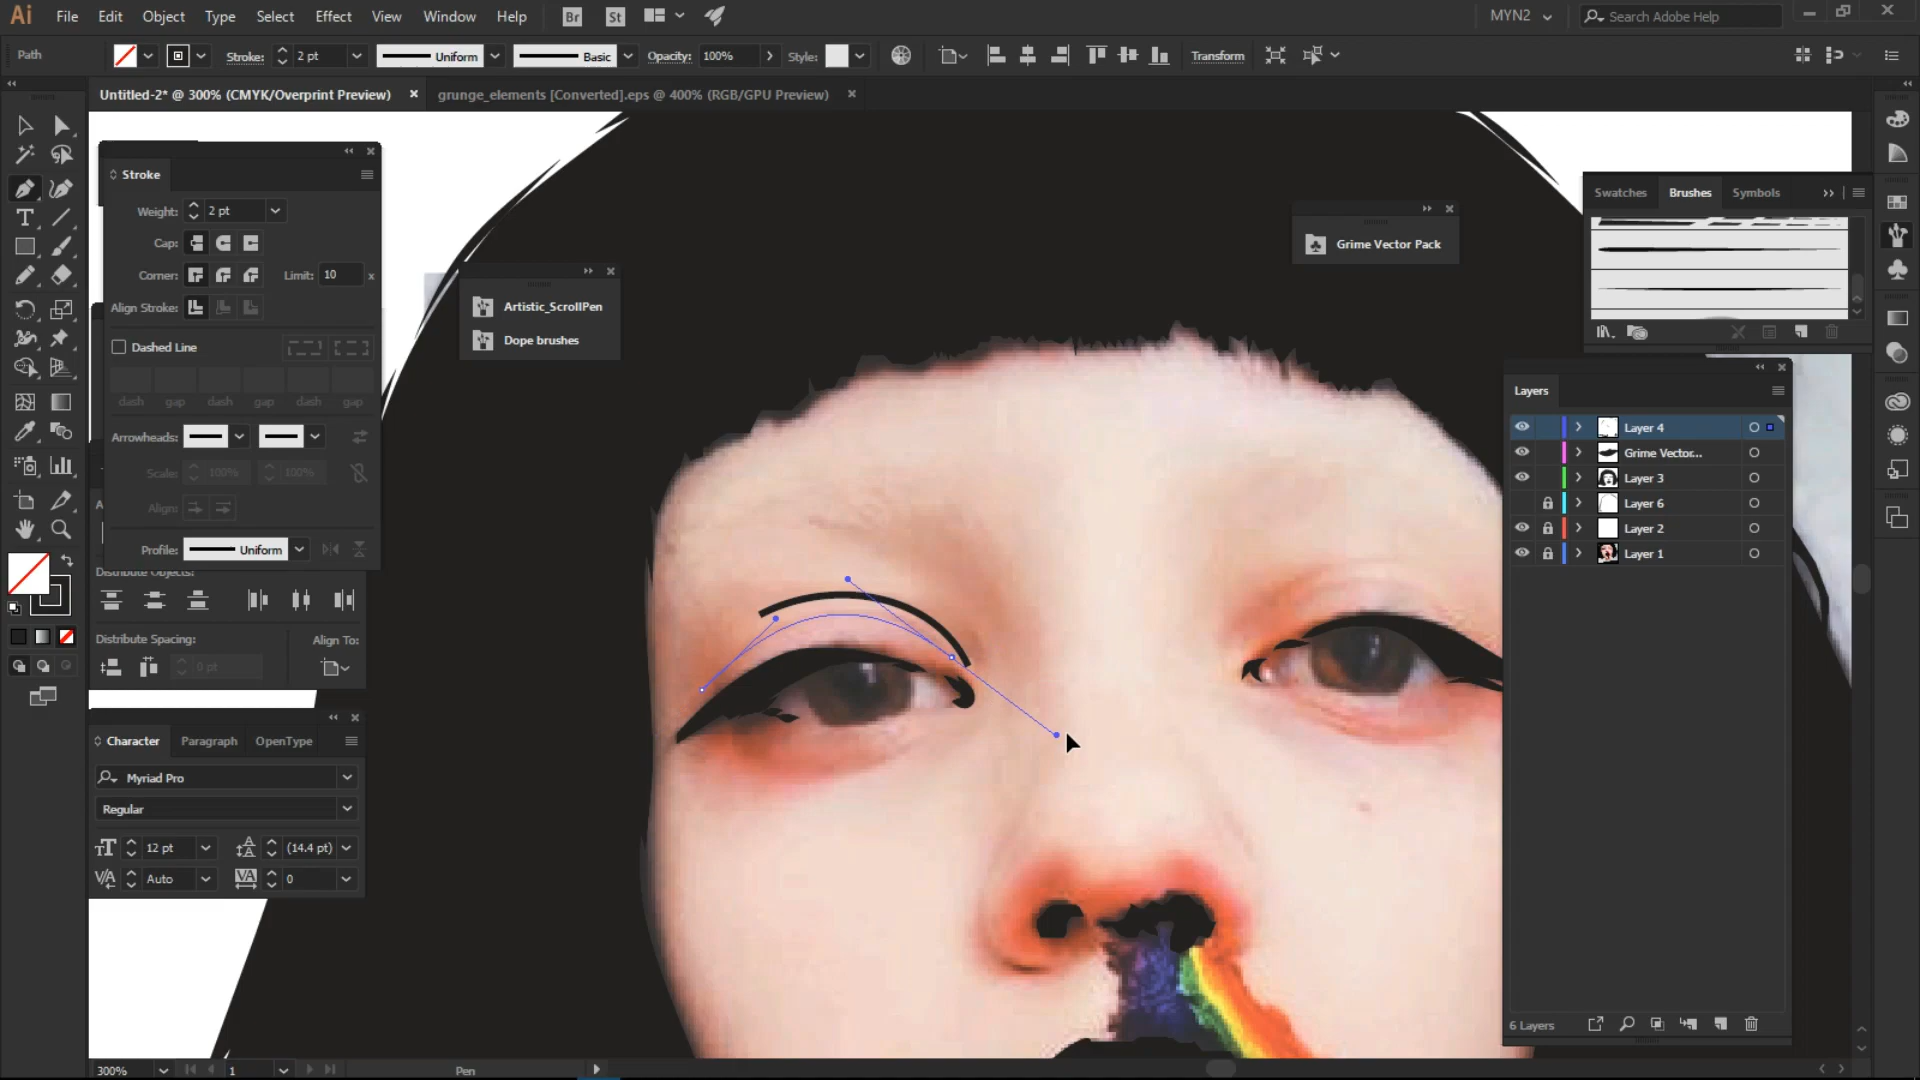 Ai File Edit Object Type Select Effect View Window Help Br St MYN2 Search Adobe Help
Path Stroke: 2 pt Uniform Basic Opacity: 100% Style: Transform
Untitled-2* @ 300% (CMYK/Overprint Preview) × grunge_elements [Converted].eps @ 400% (RGB/GPU Preview) ×
Stroke
Weight: 2 pt
Cap:
Corner: Limit: 10 x
Align Stroke:
Dashed Line
dash gap dash gap dash gap
Arrowheads:
Scale: 100% 100%
Align:
Profile: Uniform
Distribute Objects:
Distribute Spacing: Align To:
0 pt
Character Paragraph OpenType
Myriad Pro
Regular
12 pt (14.4 pt)
Auto 0
Artistic_ScrollPen
Dope brushes
Grime Vector Pack
Swatches Brushes Symbols
Layers
Layer 4
Grime Vector...
Layer 3
Layer 6
Layer 2
Layer 1
6 Layers
300% 1 Pen